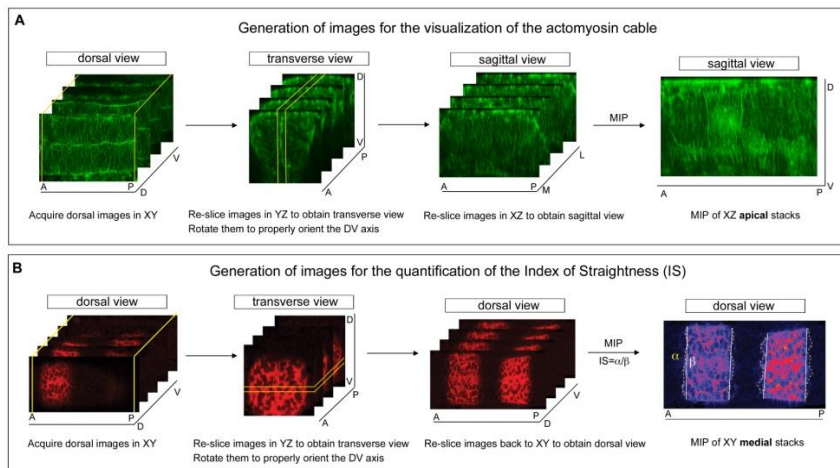 A
Generation of images for the visualization of the actomyosin cable
dorsal view
transverse view
sagittal view
sagittal view
D
D
V
V
MIP
L
P
A
P
D
A
A
P
M
A
P
V
Acquire dorsal images in XY
Re-slice images in YZ to obtain transverse view
Rotate them to properly orient the DV axis
Re-slice images in XZ to obtain sagittal view
MIP of XZ apical stacks
B
Generation of images for the quantification of the Index of Straightness (IS)
dorsal view
transverse view
dorsal view
dorsal view
D
V
V
V
MIP
IS=α/β
α
β
P
A
P
D
A
A
P
D
A
P
Acquire dorsal images in XY
Re-slice images in YZ to obtain transverse view
Rotate them to properly orient the DV axis
Re-slice images back to XY to obtain dorsal view
MIP of XY medial stacks